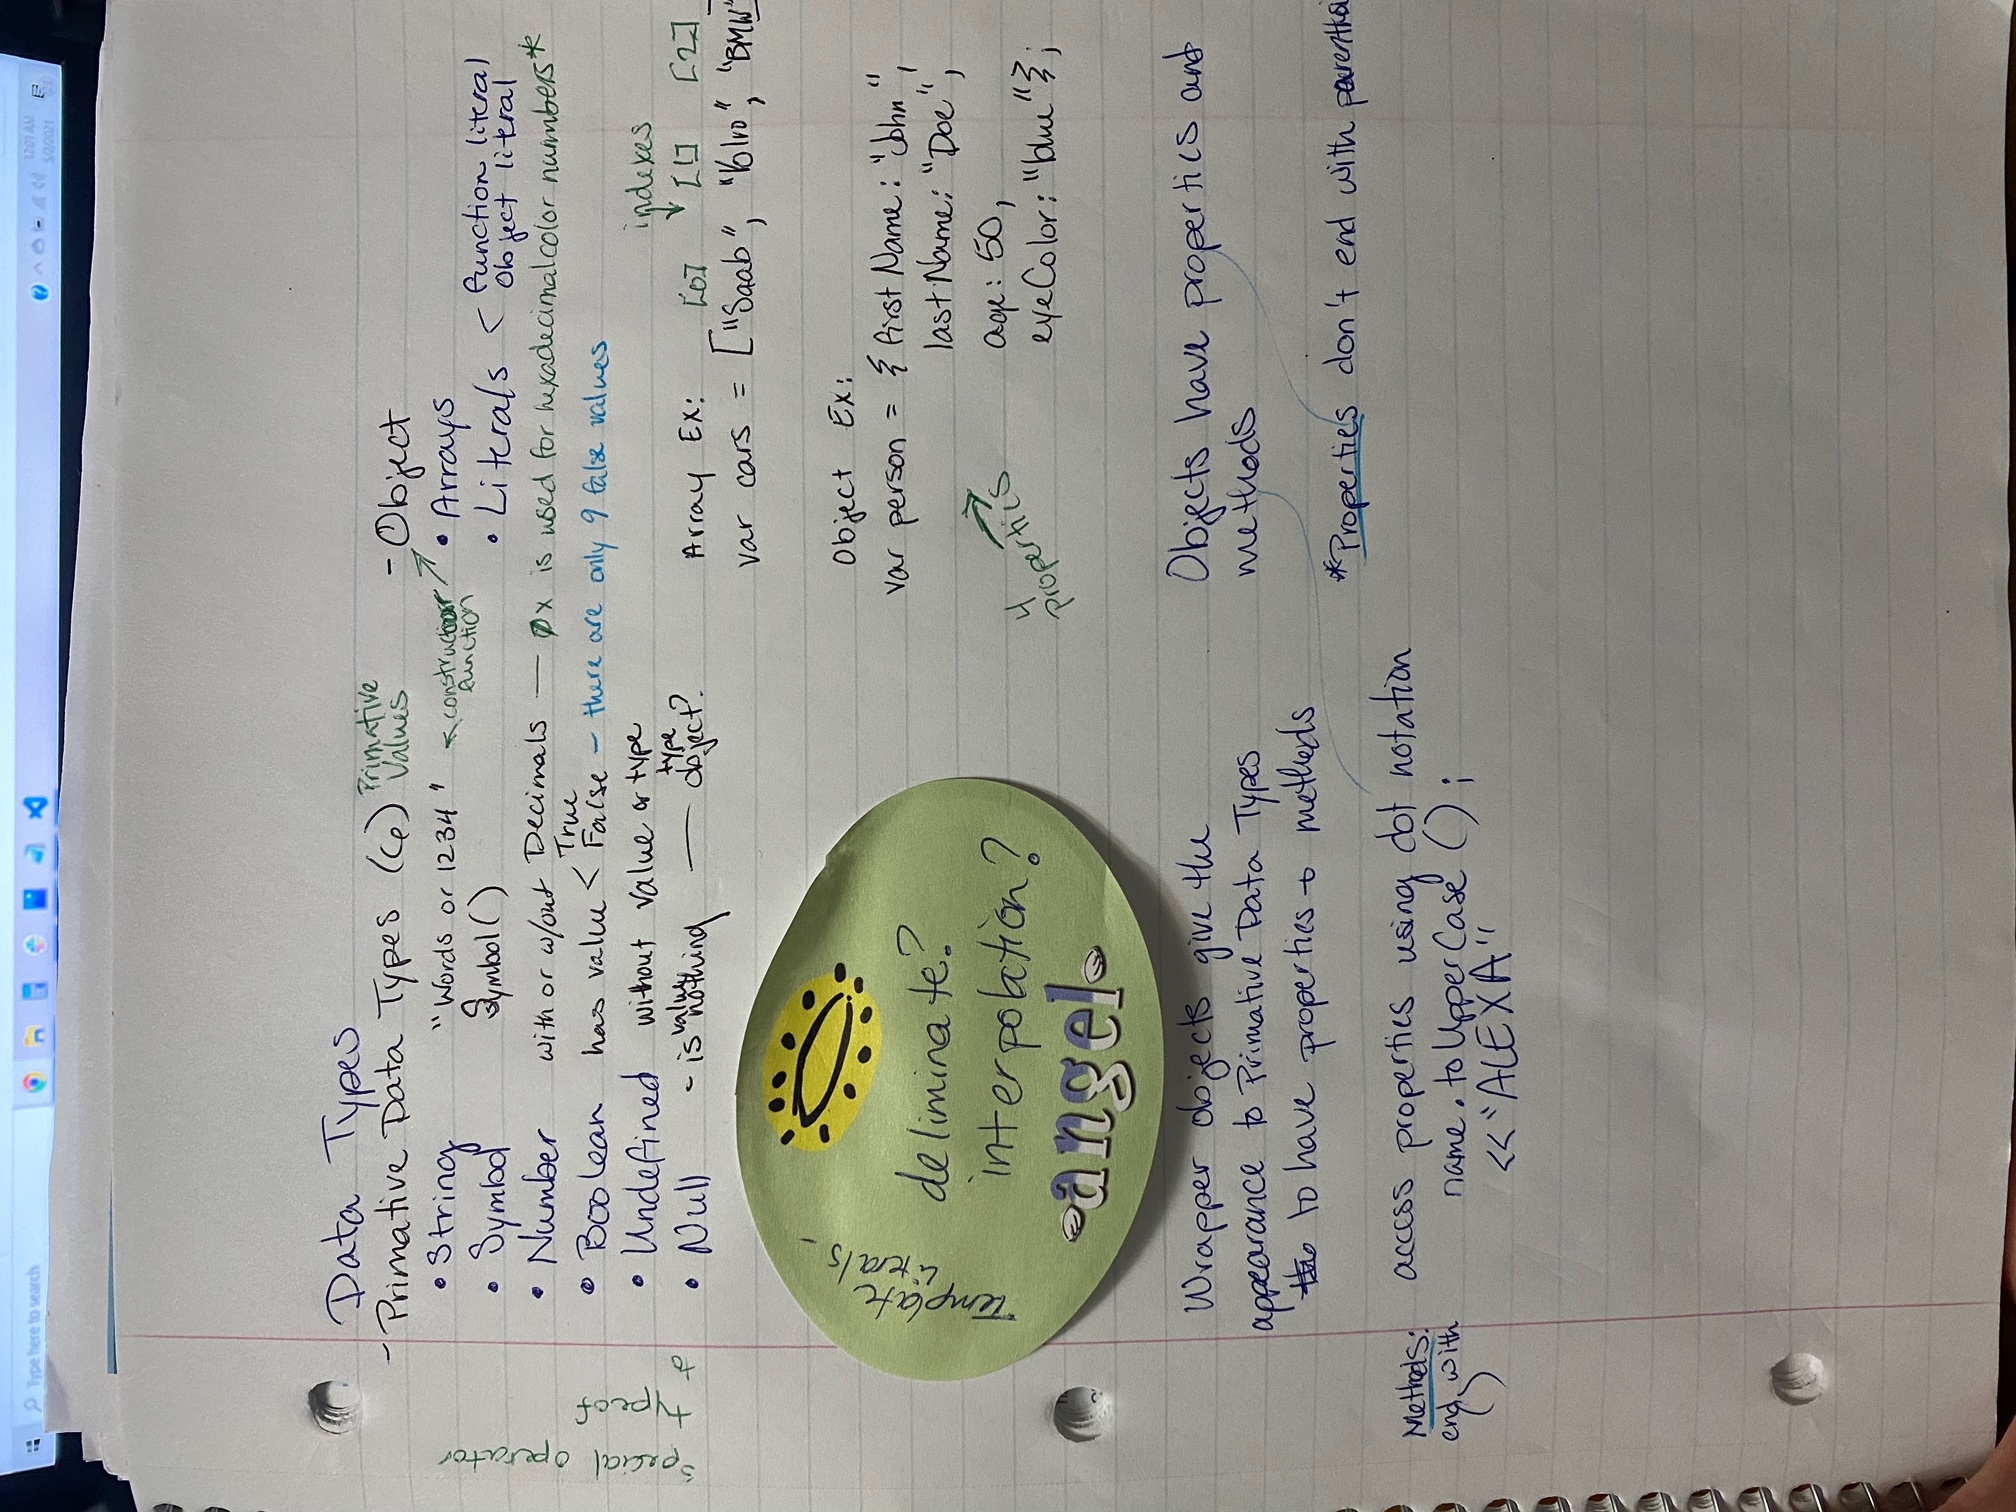 Type here to search
12:01 AM
5/2/2021
Data Types
- Primative Data Types (6) Primative Values
• String "Words or 1234"
• Symbol Symbol()
• Number with or w/out Decimals — 0x is used for hexadecimal color numbers*
• Boolean has value < True False - there are only 9 false values
• Undefined without value or type
• Null - is value nothing — type object?
function
- Object
• Arrays
• Literals < function literal
Object literal
Special operator
typeof
to
indexes
Array Ex: [0] [1] [2]
var cars = ["Saab", "Volvo", "BMW"
Object Ex:
var person = { firstName: "John",
lastName: "Doe",
age: 50,
eyeColor: "blue"};
4
properties
Template
Literals -
deliminate?
interpolation?
angel
Wrapper objects give the
appearance to Primative Data Types
to have properties + methods
Objects have properties and
methods
*Properties don't end with
access properties using dot notation
name.toUpperCase();
<< "ALEXA"
Methods:
end with
()